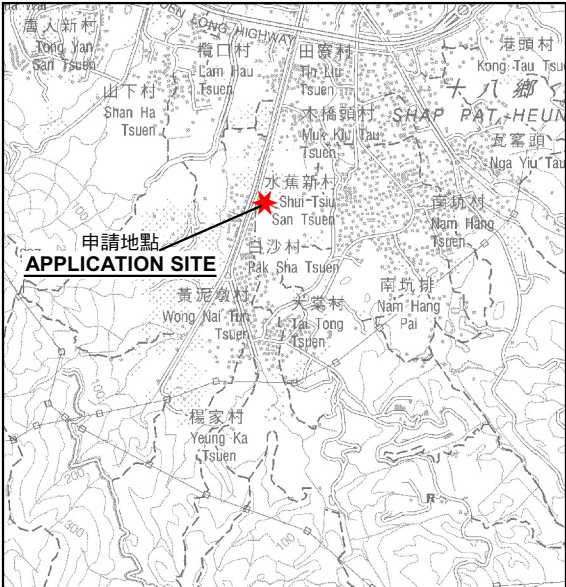 唐人新村
Tong Yan
San Tsuen
LONG HIGHWAY
欖口村
Lam Hau
Tsuen
田寮村
Tin Liu
Tsuen
港頭村
Kong Tau Tsue
山下村
Shan Ha
Tsuen
木橋頭村
Muk Kiu Tau
Tsuen
十八鄉
SHAP PAT HEUN
瓦窰頭
Nga Yiu Tau
水蕉新村
Shui Tsiu
San Tsuen
南坑村
Nam Hang
Tsuen
申請地點
APPLICATION SITE
白沙村
Pak Sha Tsuen
黃泥墩村
Wong Nai Tun
Tsuen
大棠村
Tai Tong
Tsuen
南坑排
Nam Hang
Pai
楊家村
Yeung Ka
Tsuen
100
200
300
100
R